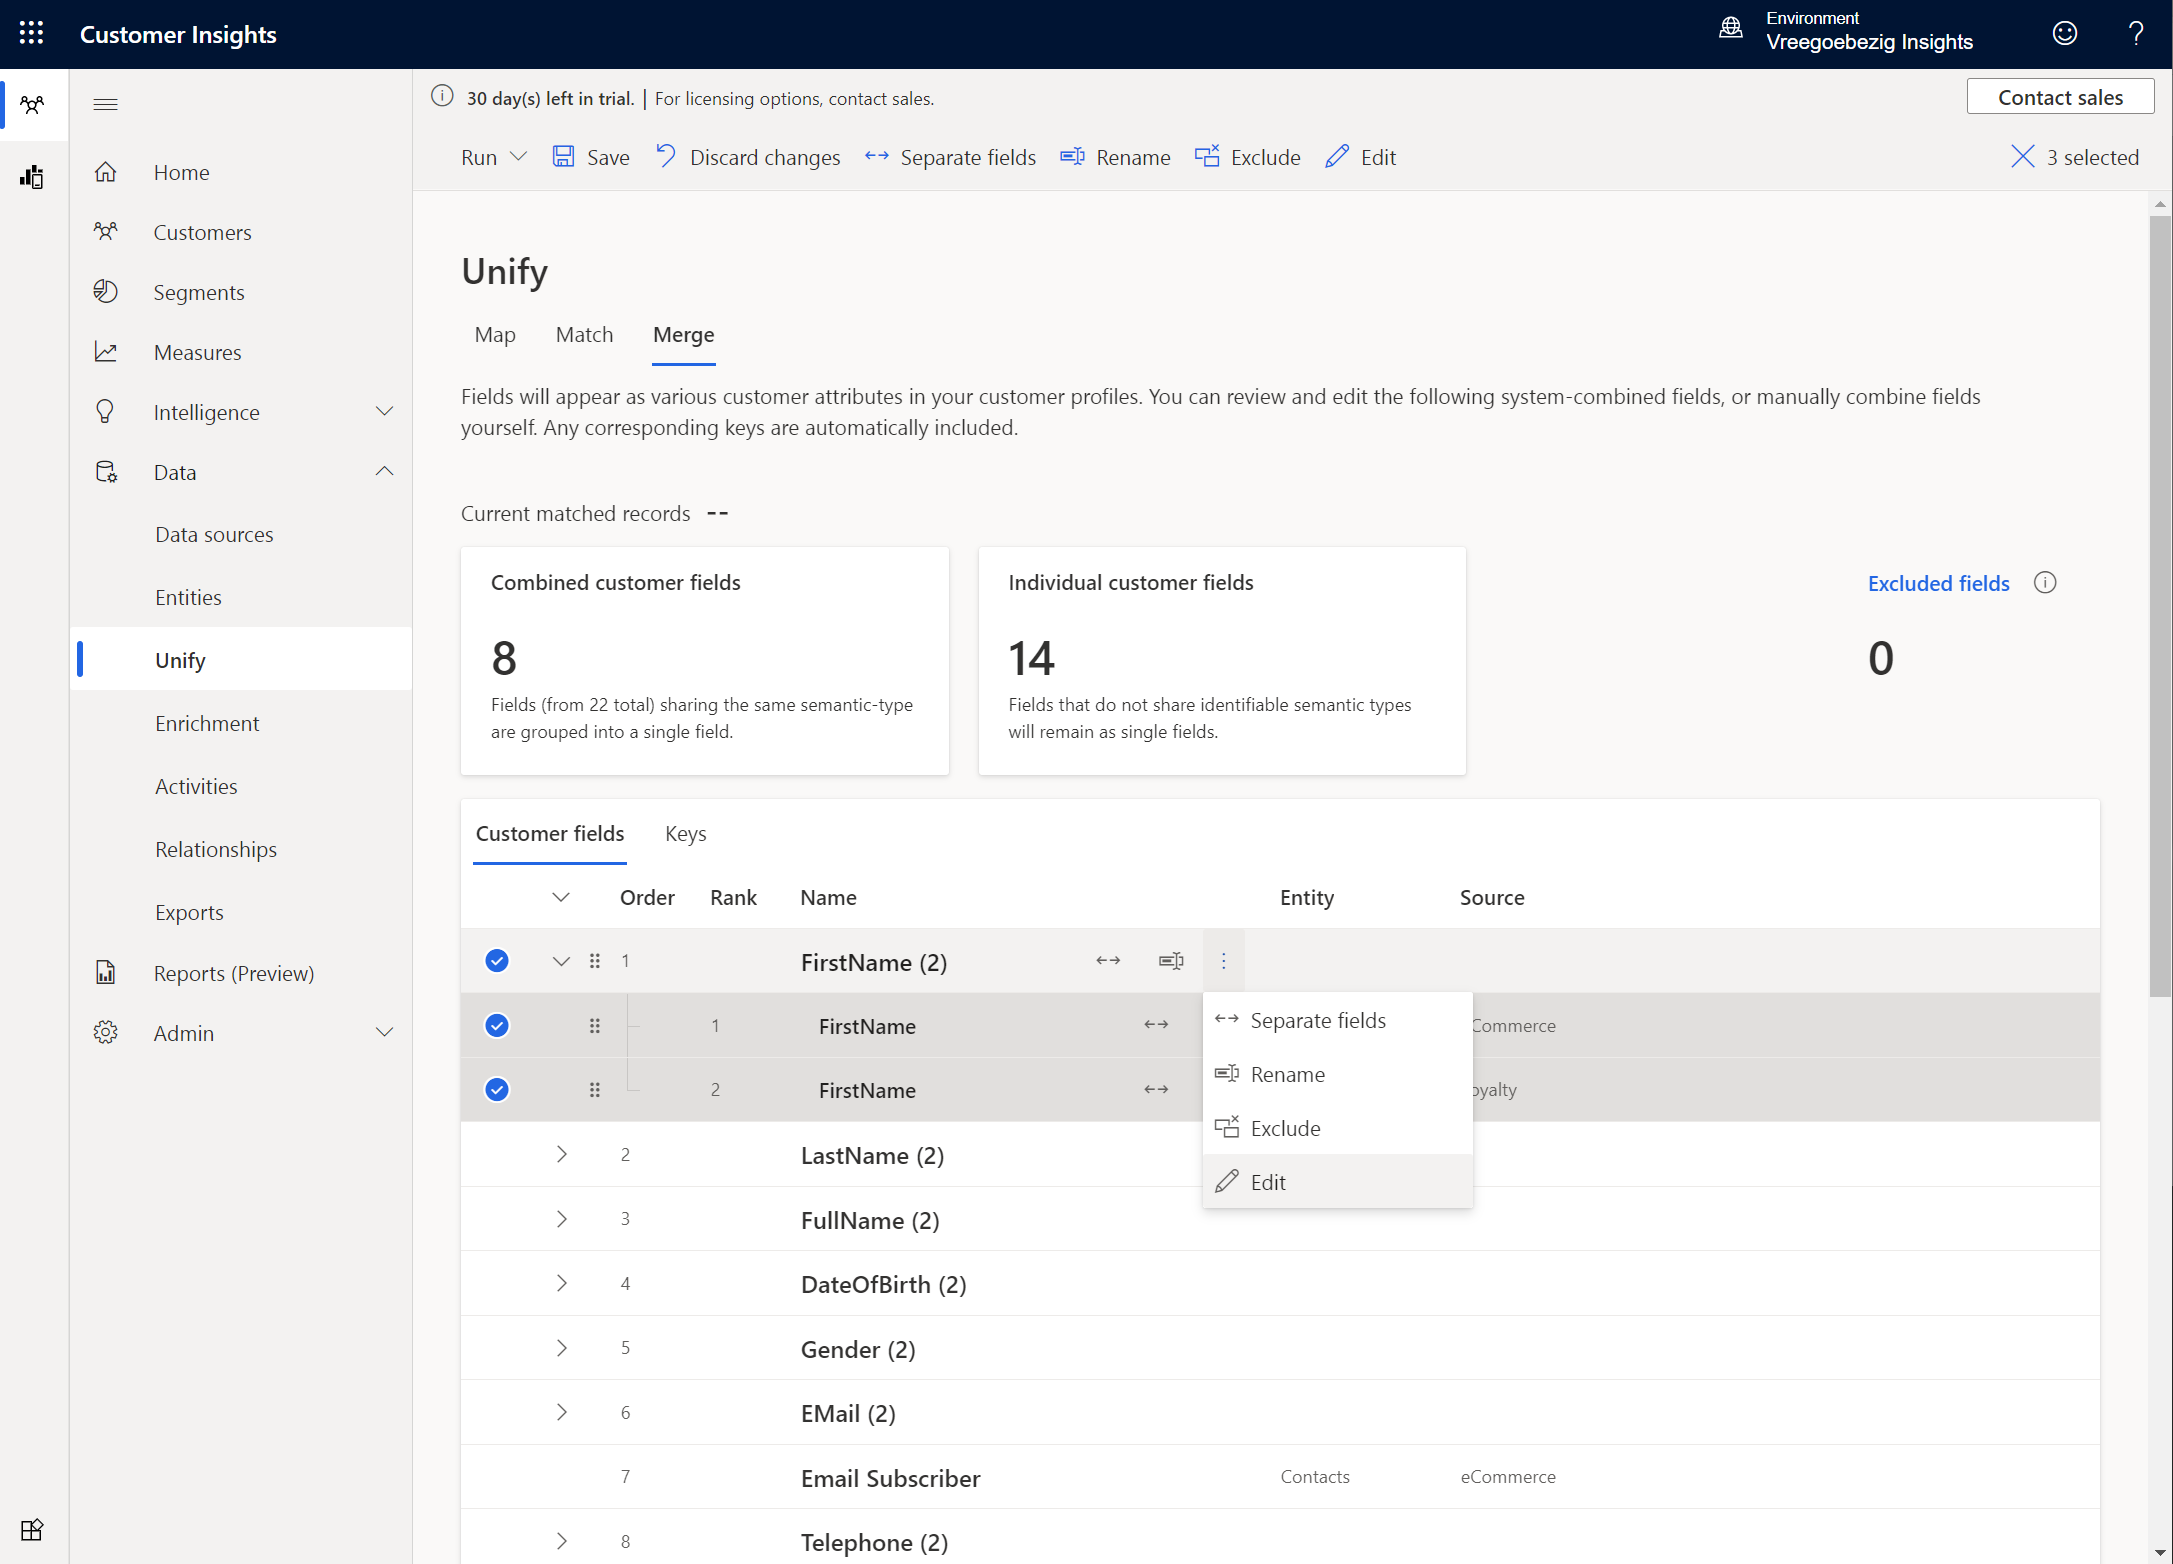 Customer Insights
Environment
Vreegoebezig Insights
?
30 day(s) left in trial. | For licensing options, contact sales.
Contact sales
Run
Save
Discard changes
Separate fields
Rename
Exclude
Edit
3 selected
Home
Customers
Segments
Measures
Intelligence
Data
Data sources
Entities
Unify
Enrichment
Activities
Relationships
Exports
Reports (Preview)
Admin
Unify
Map
Match
Merge
Fields will appear as various customer attributes in your customer profiles. You can review and edit the following system-combined fields, or manually combine fields
yourself. Any corresponding keys are automatically included.
Current matched records --
Combined customer fields
8
Fields (from 22 total) sharing the same semantic-type
are grouped into a single field.
Individual customer fields
14
Fields that do not share identifiable semantic types
will remain as single fields.
Excluded fields
0
Customer fields
Keys
Order Rank Name Entity Source
1 FirstName (2)
1 FirstName Commerce
2 FirstName oyalty
Separate fields
Rename
Exclude
Edit
2 LastName (2)
3 FullName (2)
4 DateOfBirth (2)
5 Gender (2)
6 EMail (2)
7 Email Subscriber Contacts eCommerce
8 Telephone (2)